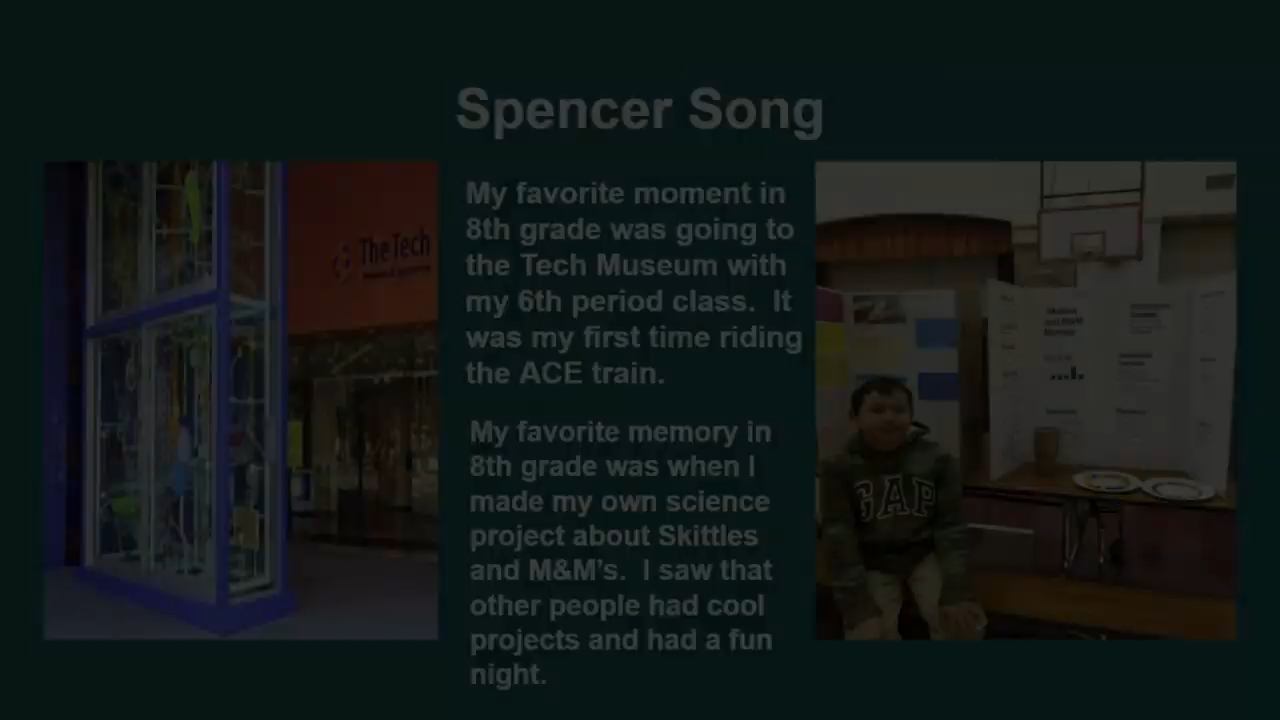 Spencer Song
The Tech
My favorite moment in
8th grade was going to
the Tech Museum with
my 6th period class.  It
was my first time riding
the ACE train.
My favorite memory in
8th grade was when I
made my own science
project about Skittles
and M&M's.  I saw that
other people had cool
projects and had a fun
night.
GAP